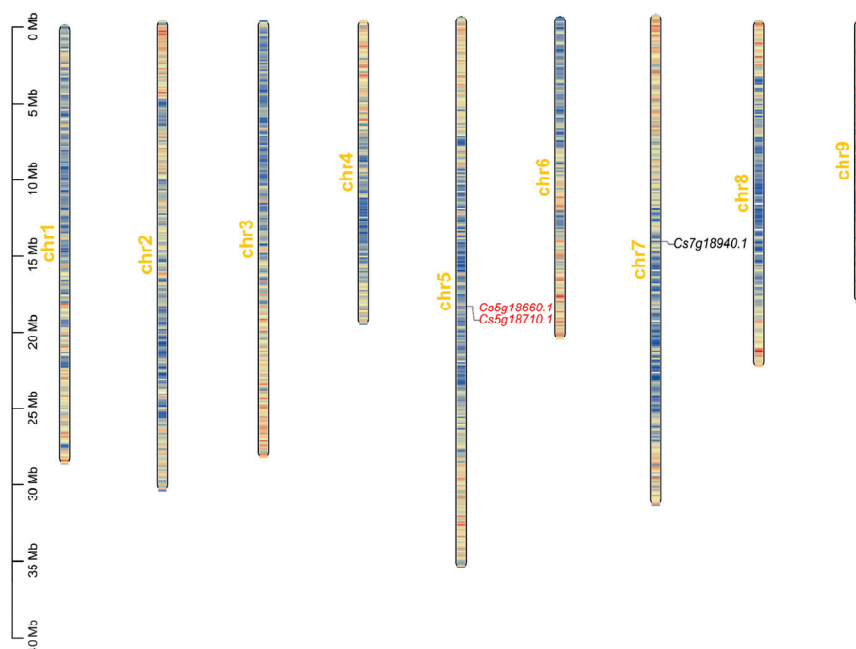 0 Mb
5 Mb
10 Mb
15 Mb
20 Mb
25 Mb
30 Mb
35 Mb
chr1
chr2
chr3
chr4
chr5
chr6
chr7
chr8
chr9
Cs5g18660.1
Cs5g18710.1
Cs7g18940.1